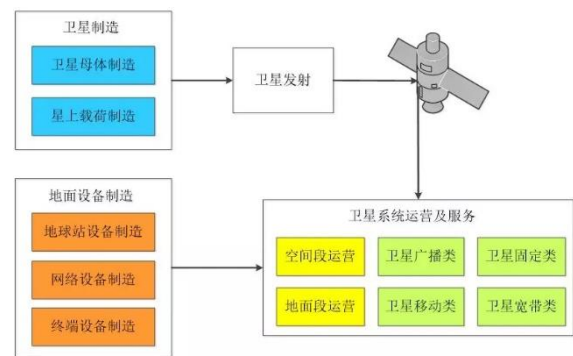 卫星制造
卫星母体制造
星上载荷制造
卫星发射
地面设备制造
地球站设备制造
网络设备制造
终端设备制造
卫星系统运营及服务
空间段运营
卫星广播类
卫星固定类
地面段运营
卫星移动类
卫星宽带类